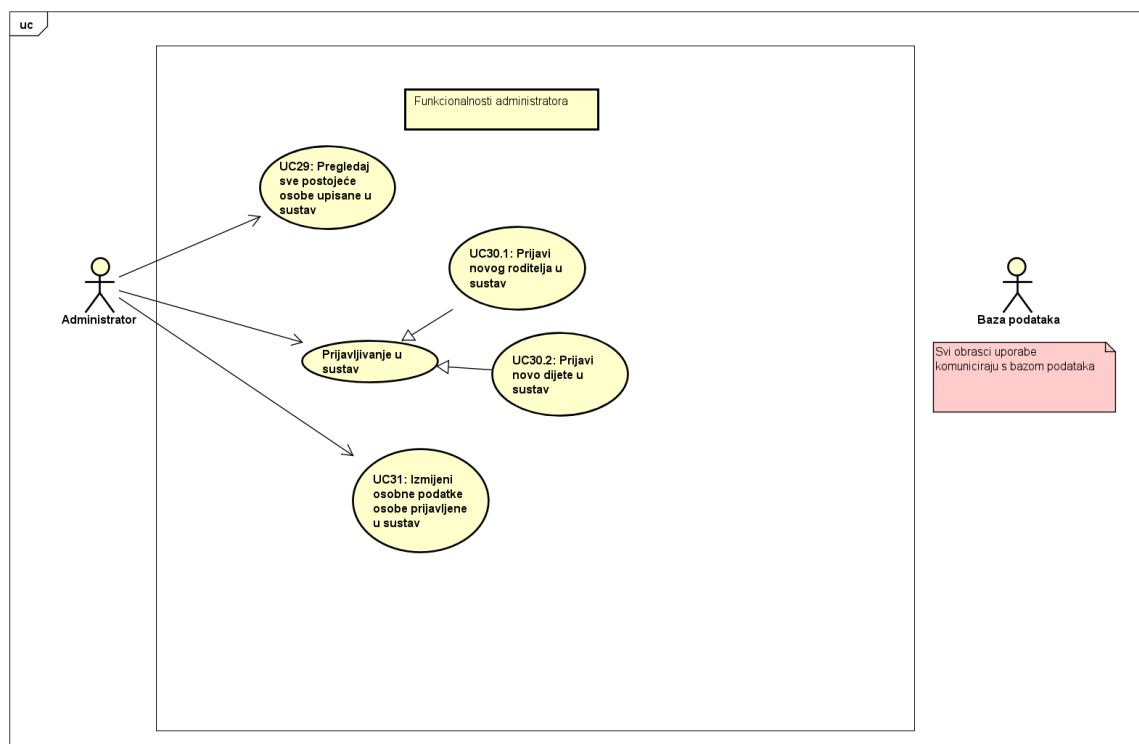 uc
Funkcionalnosti administratora
UC29: Pregledaj
sve postojeće
osobe upisane u
sustav
UC30.1: Prijavi
novog roditelja u
sustav
Administrator
Baza podataka
Prijavljivanje u
sustav
UC30.2: Prijavi
novo dijete u
sustav
Svi obrasci uporabe
komuniciraju s bazom podataka
UC31: Izmijeni
osobne podatke
osobe prijavljene
u sustav